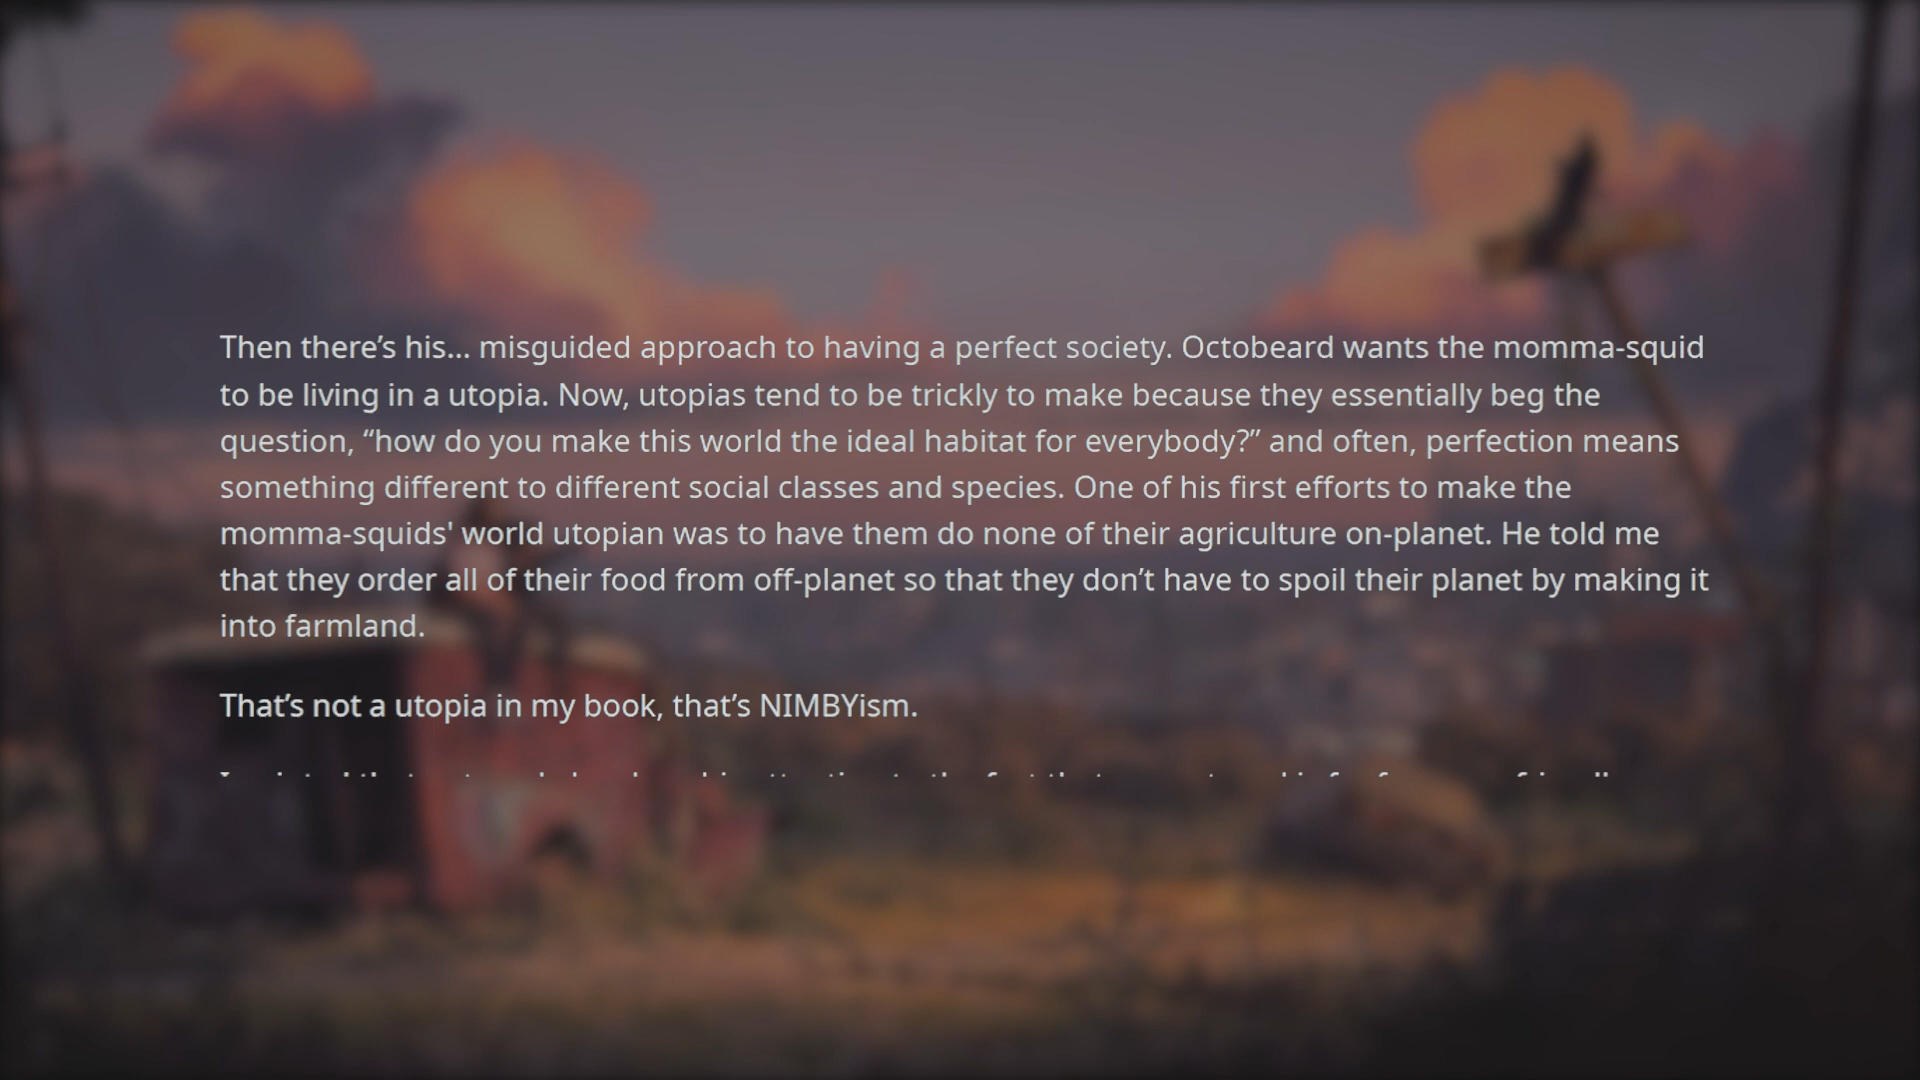 Then there’s his... misguided approach to having a perfect society. Octobeard wants the momma-squid
to be living in a utopia. Now, utopias tend to be trickly to make because they essentially beg the
question, “how do you make this world the ideal habitat for everybody?” and often, perfection means
something different to different social classes and species. One of his first efforts to make the
momma-squids' world utopian was to have them do none of their agriculture on-planet. He told me
that they order all of their food from off-planet so that they don’t have to spoil their planet by making it
into farmland.
That’s not a utopia in my book, that’s NIMBYism.